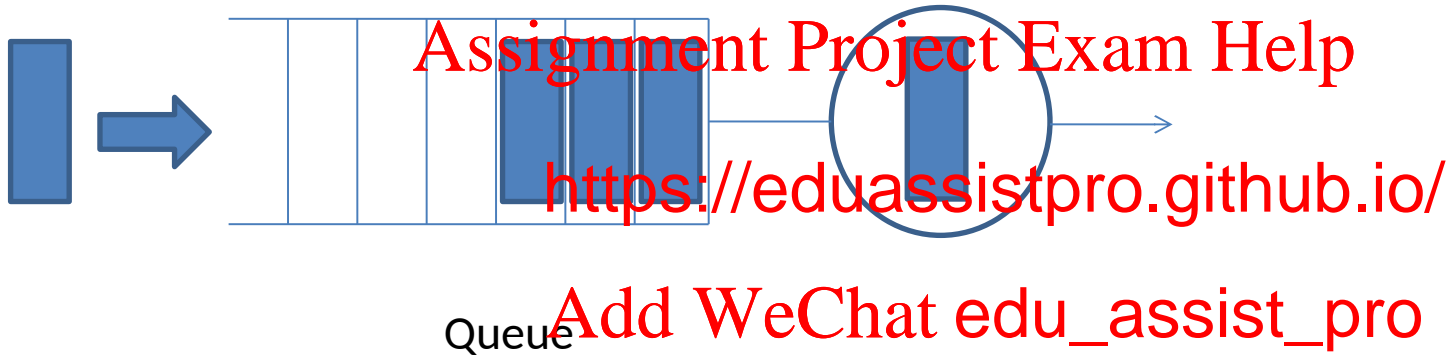 Assignment Project Exam Help
https://eduassistpro.github.io/
Queue
Add WeChat edu_assist_pro